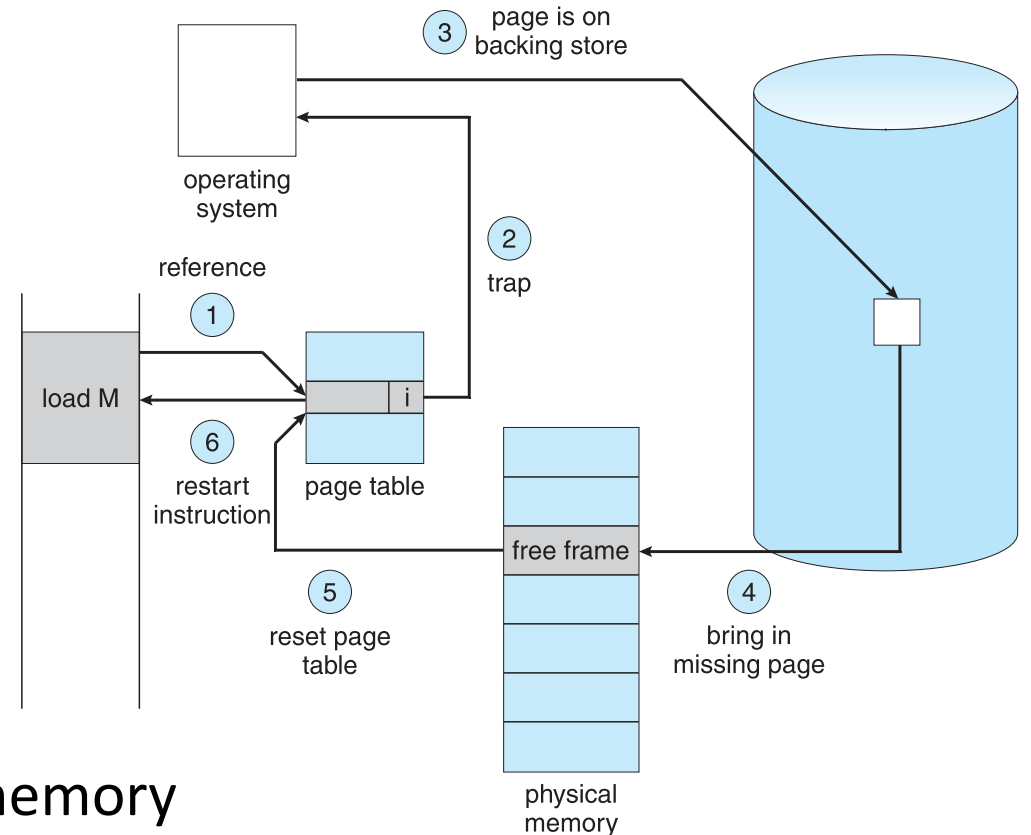 3
page is on
backing store
operating
system
2
trap
reference
1
load M
i
6
restart
instruction
page table
free frame
5
reset page
table
4
bring in
missing page
physical
memory